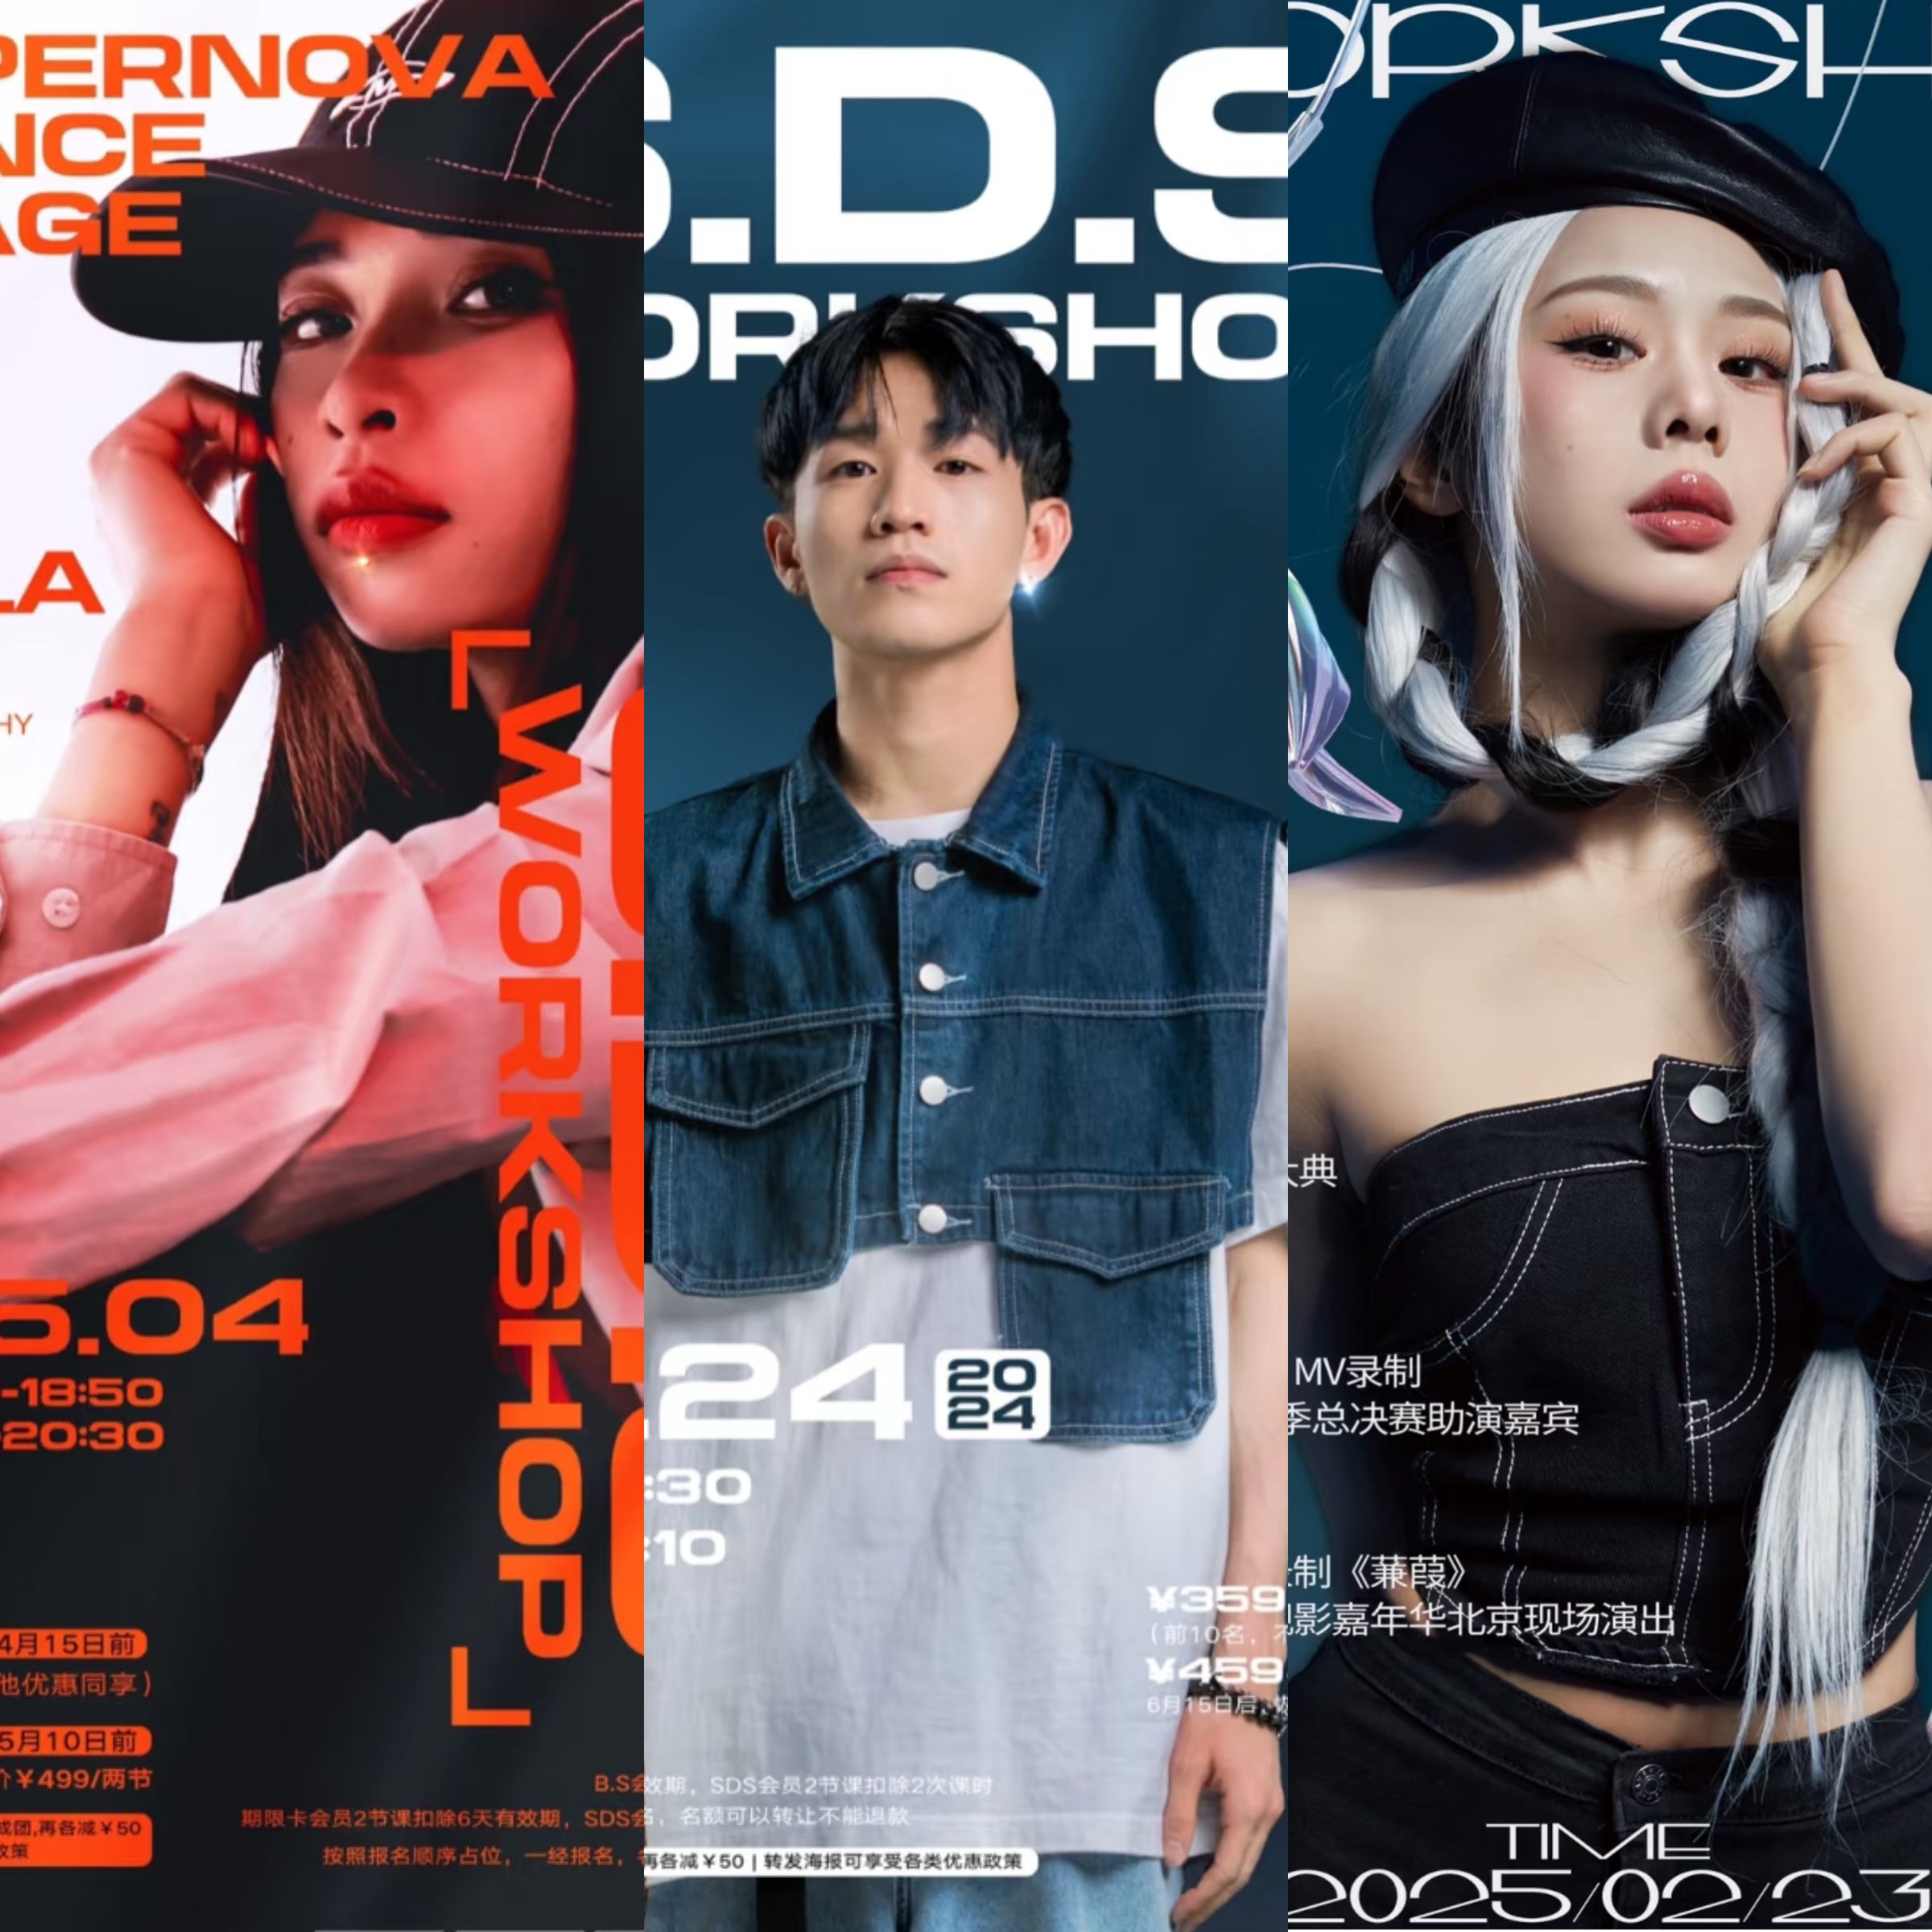 PERNOVA
NCE
AGE
LA
HY
「WORKSHOP」
5.04
-18:50
-20:30
4月15日前
他优惠同享）
5月10日前
价￥499/两节
成团,再各减￥50
政策
B.S会
期限卡会员2节课扣除6天有效期，SDS会
按照报名顺序占位，一经报名，
S.D.S
ORKSHO
.24
20
24
:30
:10
¥359
（前10名，不
¥459
6月15日后，恢
效期，SDS会员2节课扣除2次课时
名，名额可以转让不能退款
再各减￥50 | 转发海报可享受各类优惠政策
ORKSH
大典
MV录制
季总决赛助演嘉宾
录制《蒹葭》
影嘉年华北京现场演出
TIME
2025/02/23